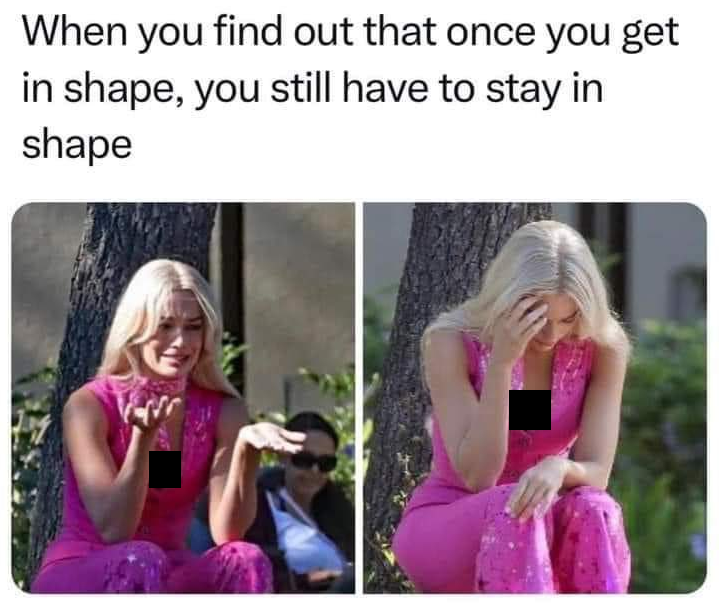 When you find out that once you get
in shape, you still have to stay in
shape